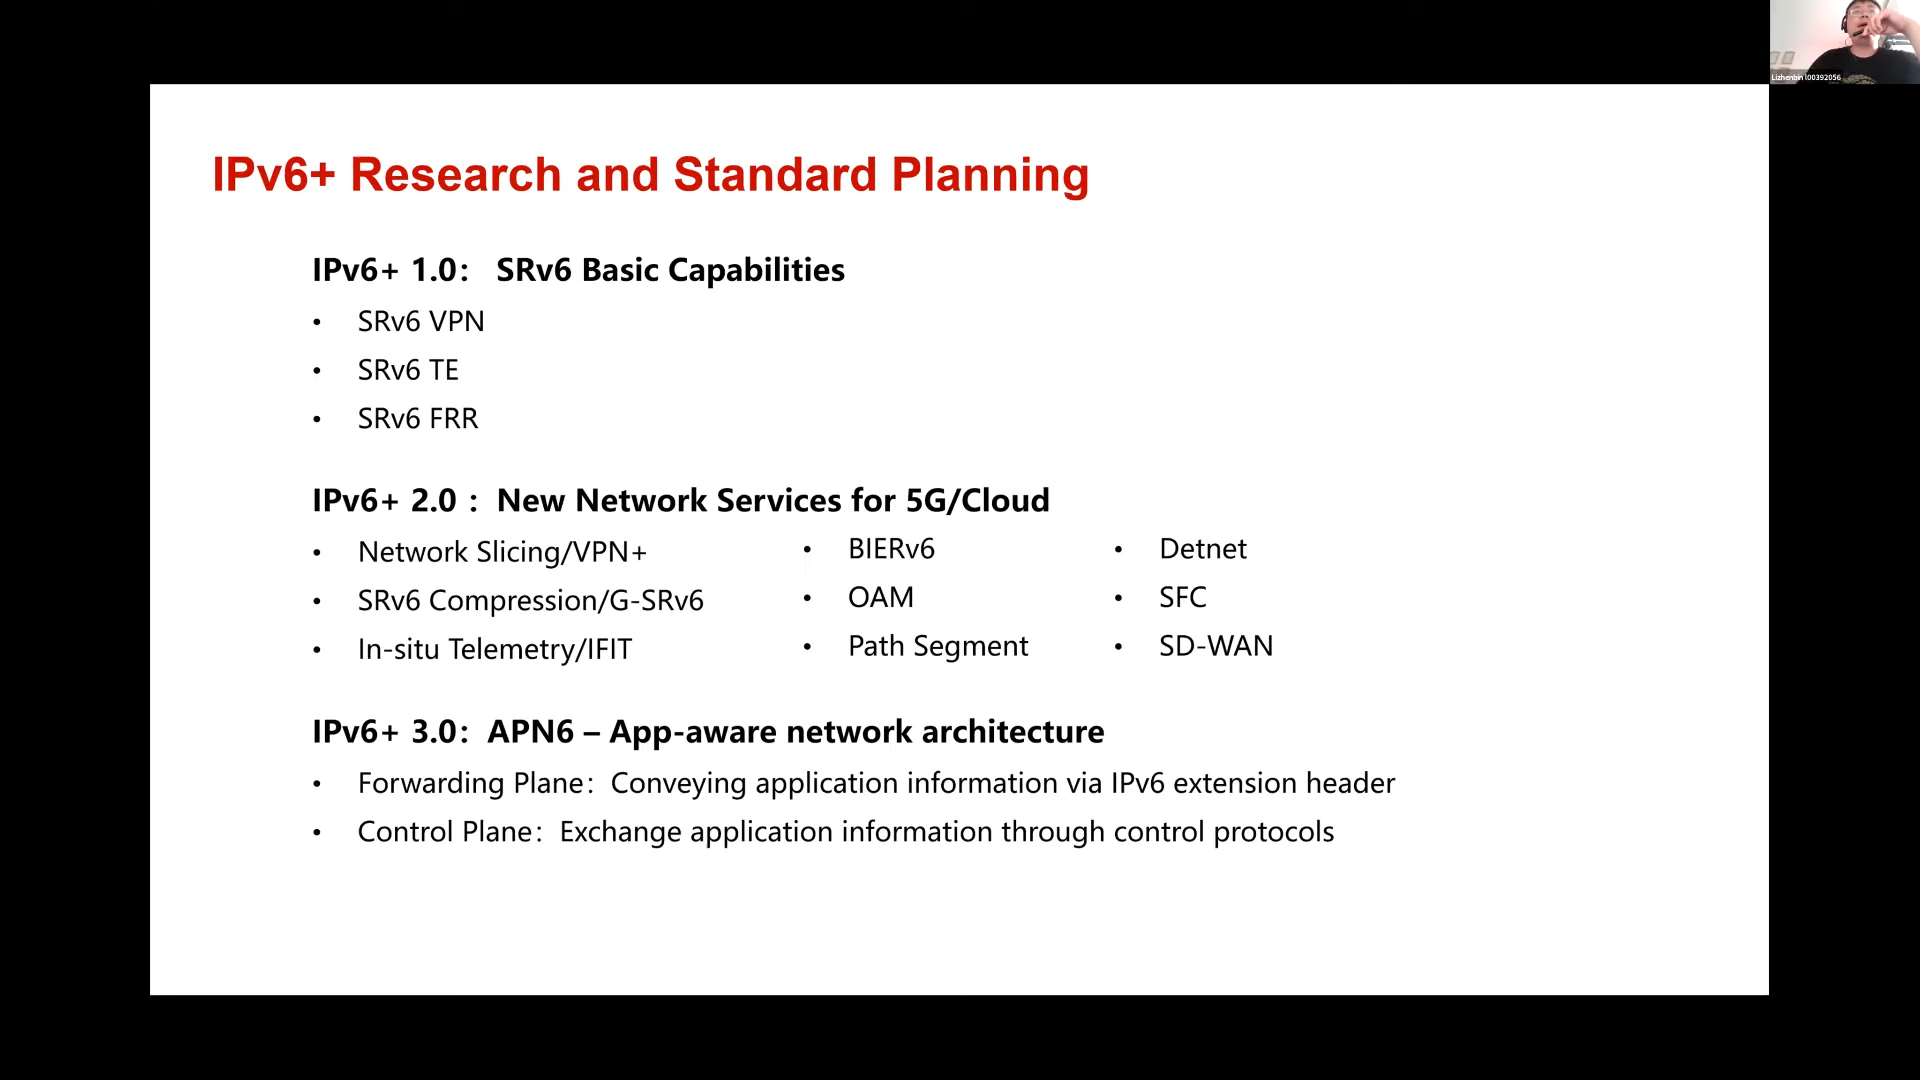 Lizhenbin l00392056
IPv6+ Research and Standard Planning
IPv6+ 1.0： SRv6 Basic Capabilities
• SRv6 VPN
• SRv6 TE
• SRv6 FRR
IPv6+ 2.0 ：New Network Services for 5G/Cloud
• Network Slicing/VPN+
• SRv6 Compression/G-SRv6
• In-situ Telemetry/IFIT
• BIERv6
• OAM
• Path Segment
• Detnet
• SFC
• SD-WAN
IPv6+ 3.0：APN6 – App-aware network architecture
• Forwarding Plane：Conveying application information via IPv6 extension header
• Control Plane：Exchange application information through control protocols